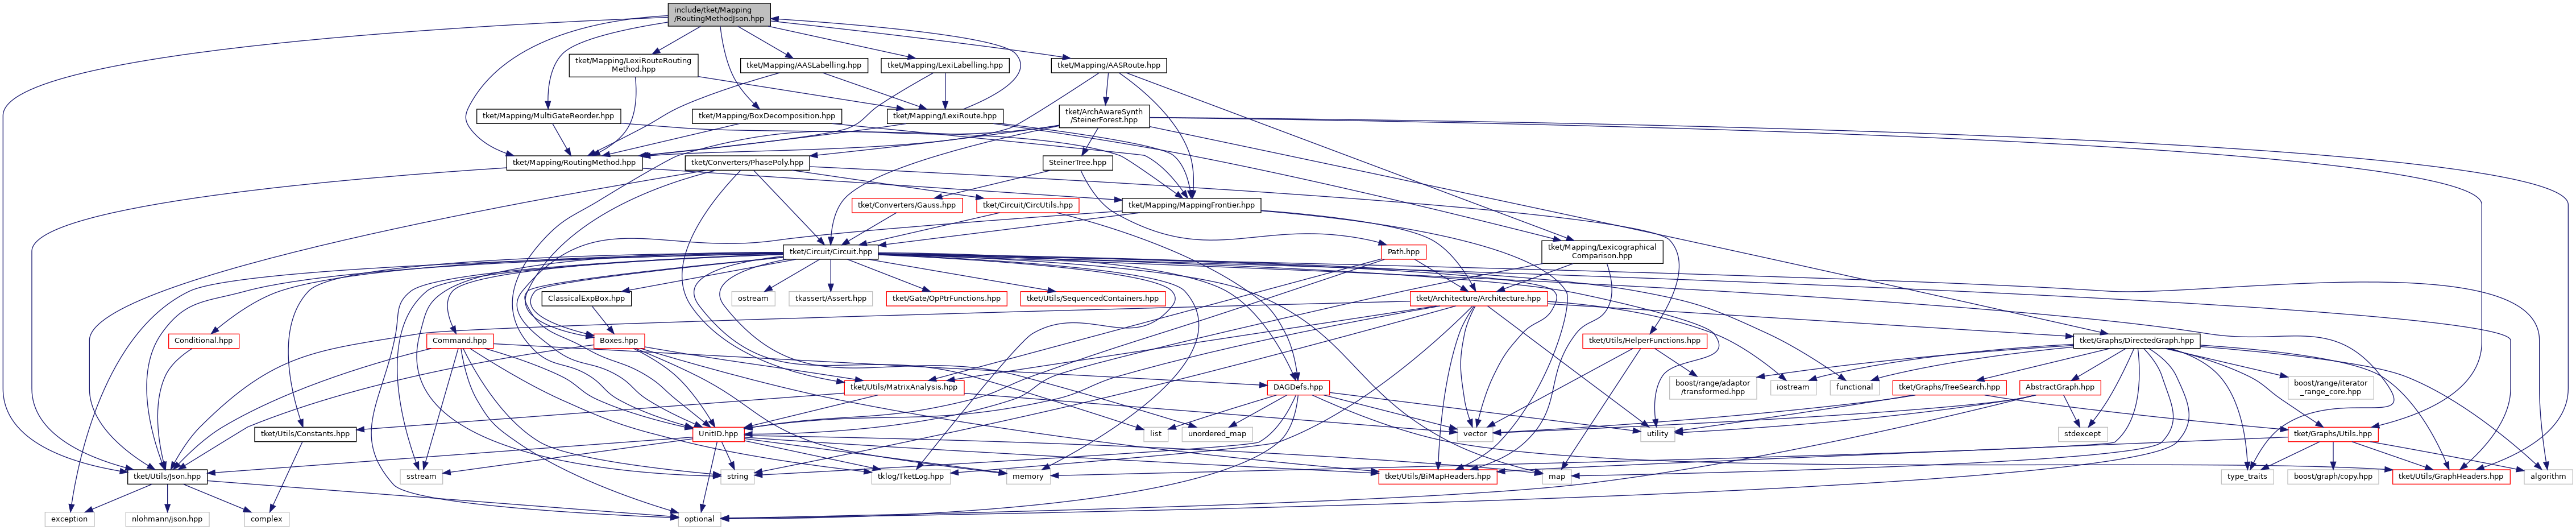 include/tket/Mapping
/RoutingMethodJson.hpp
tket/Mapping/LexiRouteRouting
Method.hpp
tket/Mapping/AASLabelling.hpp
tket/Mapping/LexiLabelling.hpp
tket/Mapping/AASRoute.hpp
tket/Mapping/MultiGateReorder.hpp
tket/Mapping/BoxDecomposition.hpp
tket/Mapping/LexiRoute.hpp
tket/ArchAwareSynth
/SteinerForest.hpp
tket/Mapping/RoutingMethod.hpp
tket/Converters/PhasePoly.hpp
SteinerTree.hpp
tket/Converters/Gauss.hpp
tket/Circuit/CircUtils.hpp
tket/Mapping/MappingFrontier.hpp
tket/Circuit/Circuit.hpp
Path.hpp
tket/Mapping/Lexicographical
Comparison.hpp
ClassicalExpBox.hpp
ostream
tkassert/Assert.hpp
tket/Gate/OpPtrFunctions.hpp
tket/Utils/SequencedContainers.hpp
tket/Architecture/Architecture.hpp
Conditional.hpp
Command.hpp
Boxes.hpp
tket/Utils/HelperFunctions.hpp
tket/Graphs/DirectedGraph.hpp
tket/Utils/MatrixAnalysis.hpp
DAGDefs.hpp
boost/range/adaptor
/transformed.hpp
iostream
functional
tket/Graphs/TreeSearch.hpp
AbstractGraph.hpp
boost/range/iterator
_range_core.hpp
tket/Utils/Constants.hpp
UnitID.hpp
list
unordered_map
vector
utility
stdexcept
tket/Graphs/Utils.hpp
tket/Utils/Json.hpp
sstream
string
tklog/TketLog.hpp
memory
tket/Utils/BiMapHeaders.hpp
map
type_traits
boost/graph/copy.hpp
tket/Utils/GraphHeaders.hpp
algorithm
exception
nlohmann/json.hpp
complex
optional